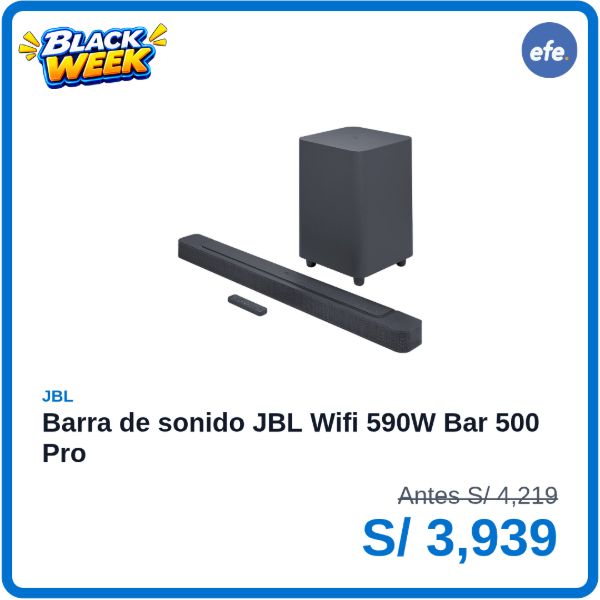 BLACK
WEEK
efe.
JBL
Barra de sonido JBL Wifi 590W Bar 500
Pro
Antes S/ 4,219
S/ 3,939